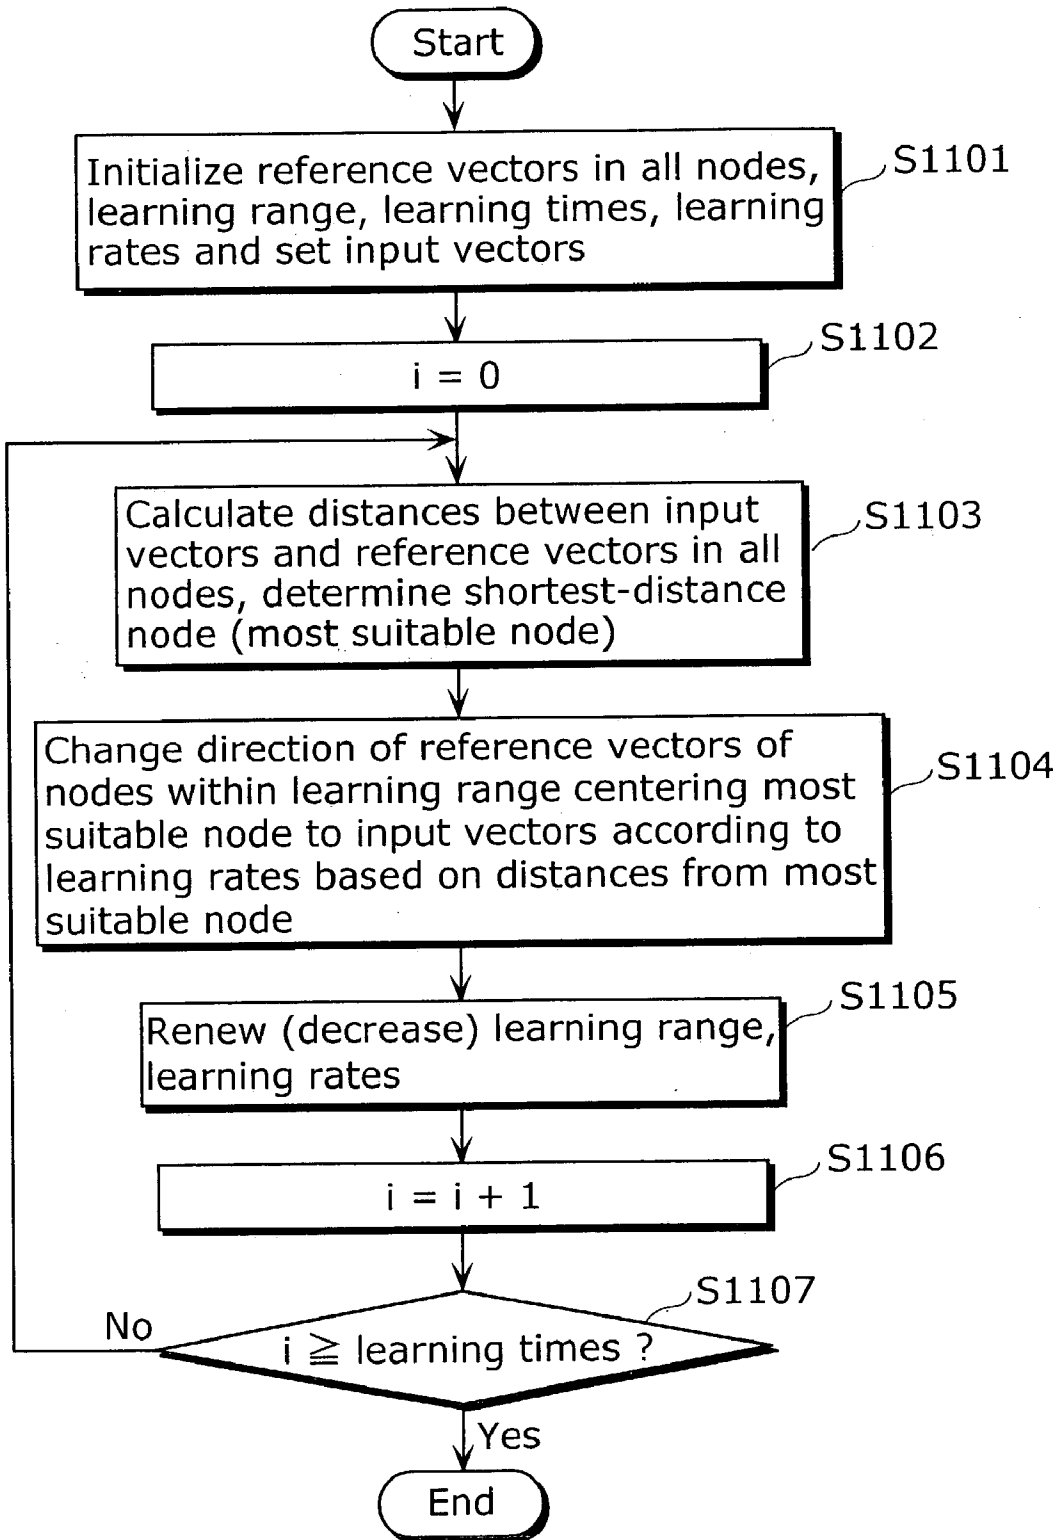 Start
Initialize reference vectors in all nodes,
learning range, learning times, learning
rates and set input vectors
S1101
i = 0
S1102
Calculate distances between input
vectors and reference vectors in all
nodes, determine shortest-distance
node (most suitable node)
S1103
Change direction of reference vectors of
nodes within learning range centering most
suitable node to input vectors according to
learning rates based on distances from most
suitable node
S1104
Renew (decrease) learning range,
learning rates
S1105
i = i + 1
S1106
i ≧ learning times ?
S1107
No
Yes
End